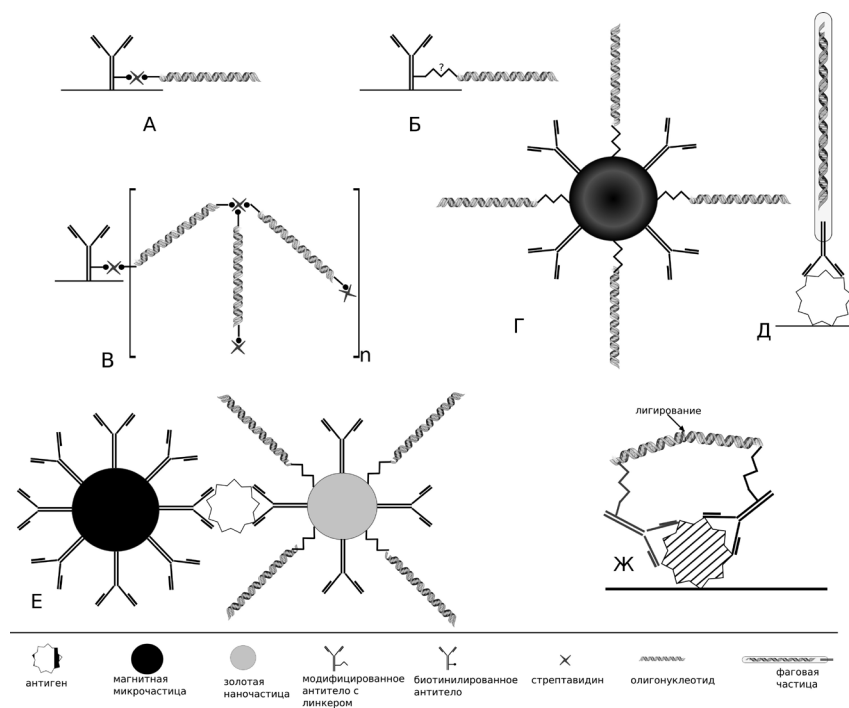 А
Б
?
В
n
Г
Д
Е
лигирование
Ж
антиген
магнитная
микрочастица
золотая
наночастица
модифицированное
антитело с
линкером
биотинилированное
антитело
стрептавидин
олигонуклеотид
фаговая
частица